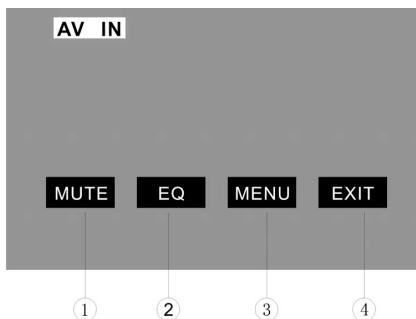 AV IN
MUTE EQ MENU EXIT
① ② ③ ④